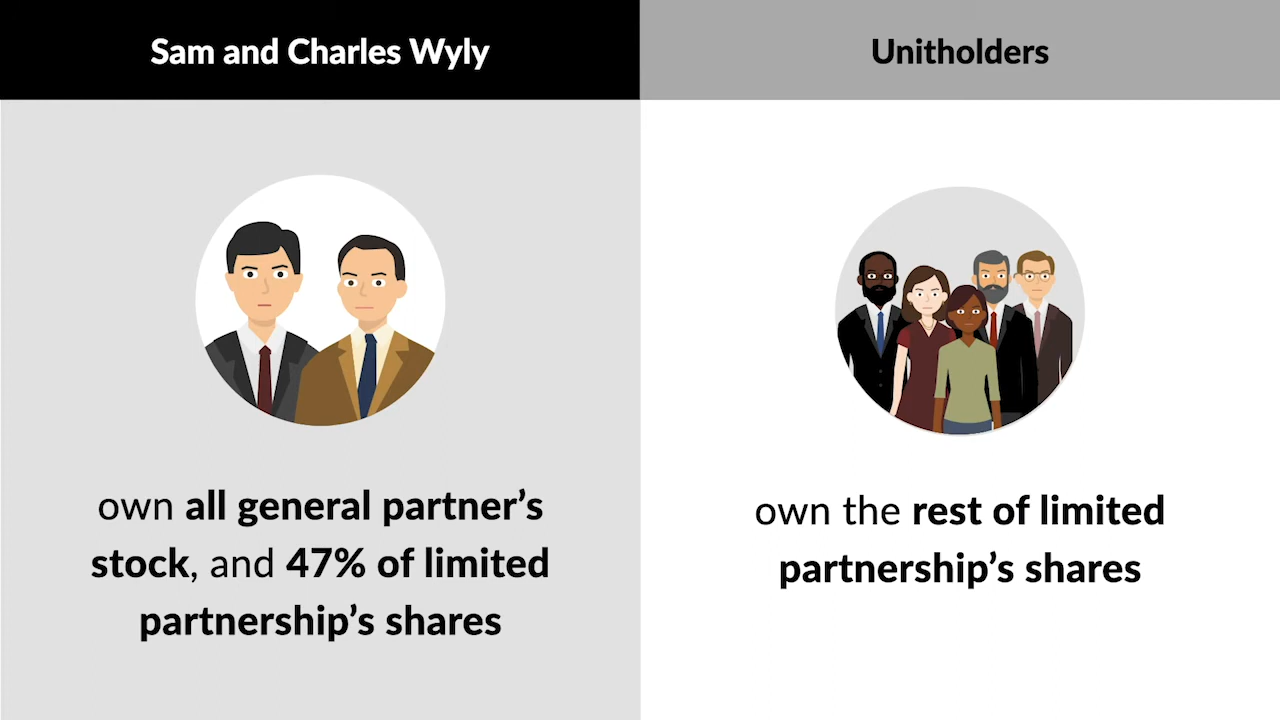 Sam and Charles Wyly
Unitholders
own all general partner’s
stock, and 47% of limited
partnership’s shares
own the rest of limited
partnership’s shares